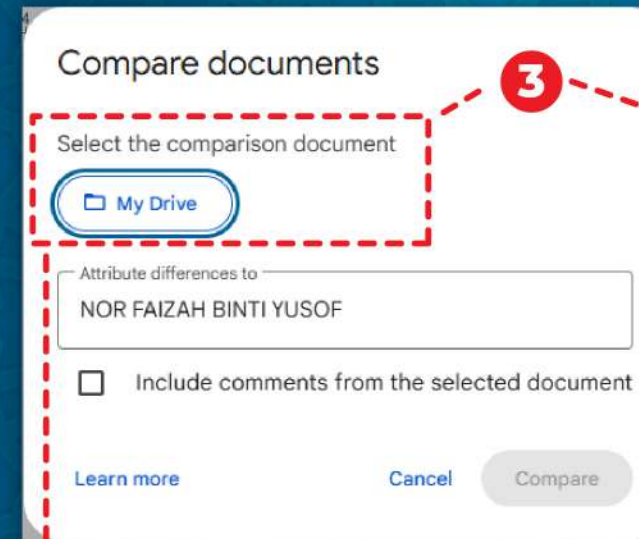 Compare documents
3
Select the comparison document
My Drive
Attribute differences to
NOR FAIZAH BINTI YUSOF
Include comments from the selected document
Learn more Cancel Compare